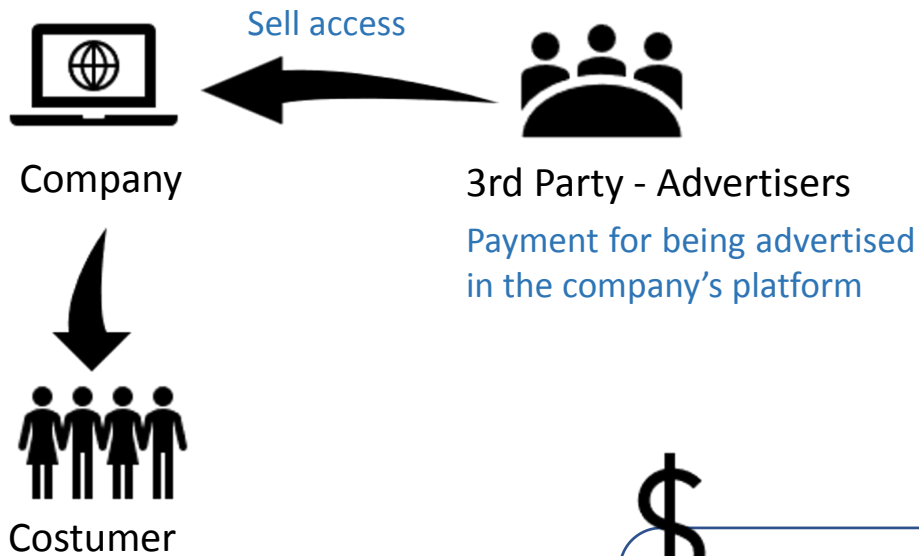 Sell access
Company
3rd Party - Advertisers
Payment for being advertised
in the company’s platform
Costumer
$